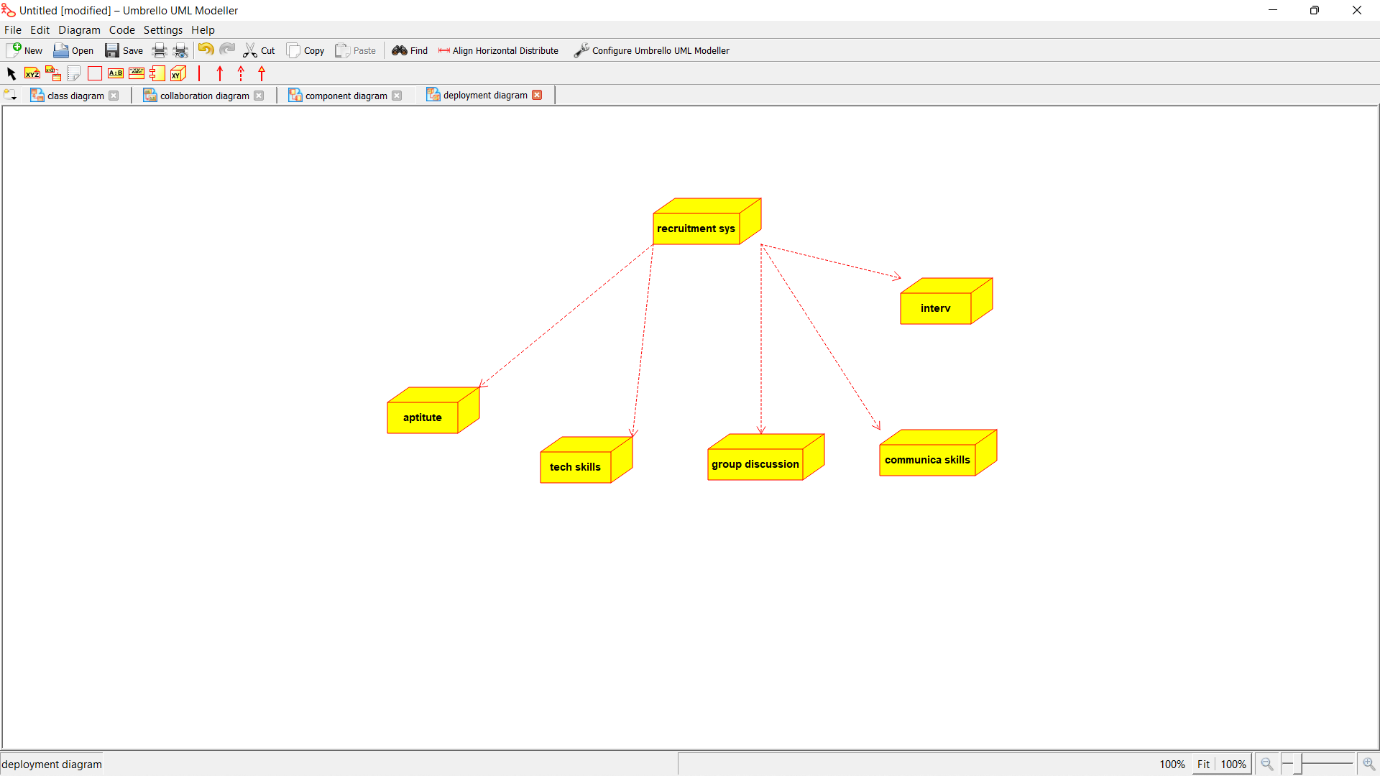 Untitled [modified] – Umbrello UML Modeller
File Edit Diagram Code Settings Help
New Open Save Cut Copy Paste Find Align Horizontal Distribute Configure Umbrello UML Modeller
class diagram collaboration diagram component diagram deployment diagram
recruitment sys
interv
aptitute
tech skills
group discussion
communica skills
deployment diagram 100% Fit 100%